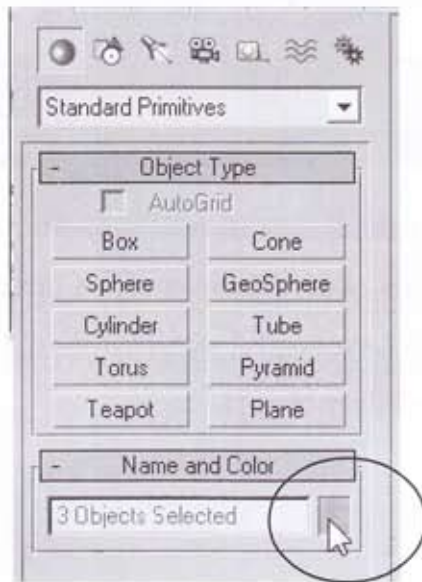 Standard Primitives
- Object Type
AutoGrid
Box Cone
Sphere GeoSphere
Cylinder Tube
Torus Pyramid
Teapot Plane
- Name and Color
3 Objects Selected